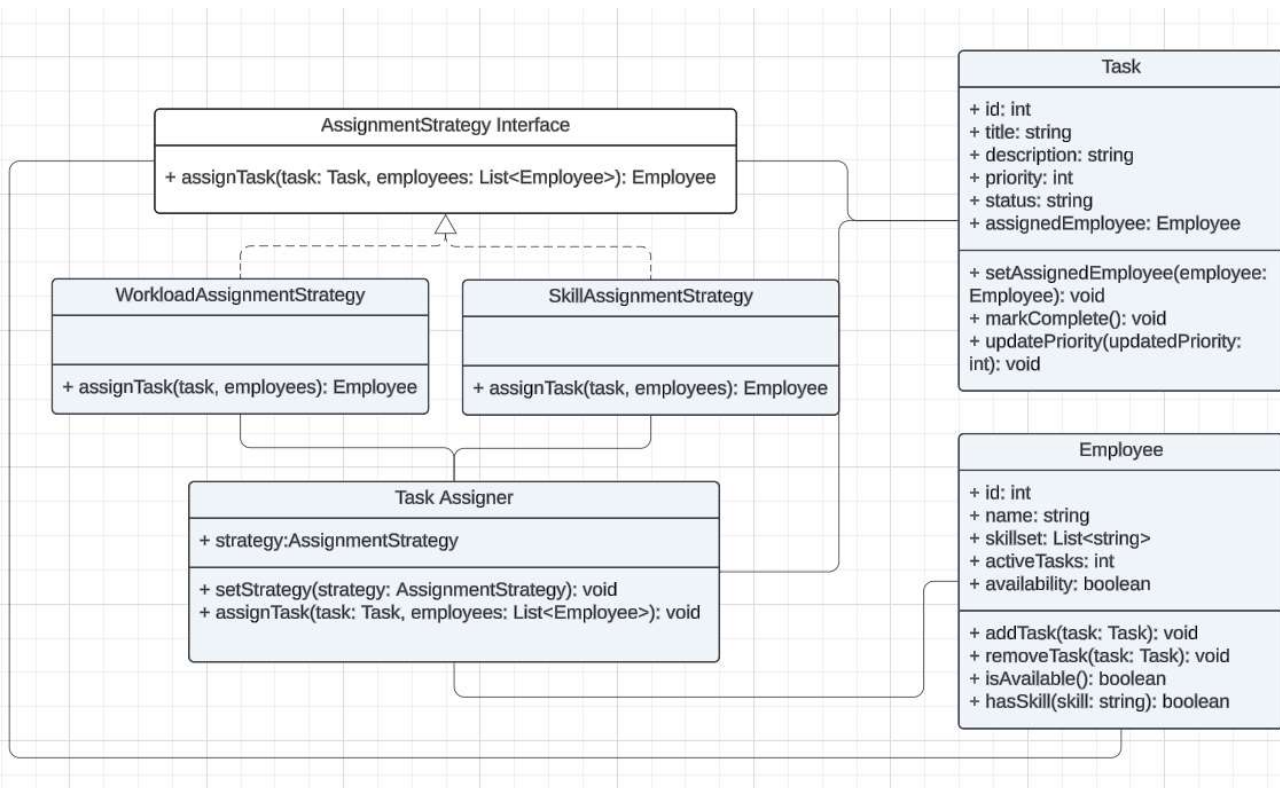 AssignmentStrategy Interface
+ assignTask(task: Task, employees: List<Employee>): Employee
WorkloadAssignmentStrategy
+ assignTask(task, employees): Employee
SkillAssignmentStrategy
+ assignTask(task, employees): Employee
Task Assigner
+ strategy:AssignmentStrategy
+ setStrategy(strategy: AssignmentStrategy): void
+ assignTask(task: Task, employees: List<Employee>): void
Task
+ id: int
+ title: string
+ description: string
+ priority: int
+ status: string
+ assignedEmployee: Employee
+ setAssignedEmployee(employee:
Employee): void
+ markComplete(): void
+ updatePriority(updatedPriority:
int): void
Employee
+ id: int
+ name: string
+ skillset: List<string>
+ activeTasks: int
+ availability: boolean
+ addTask(task: Task): void
+ removeTask(task: Task): void
+ isAvailable(): boolean
+ hasSkill(skill: string): boolean